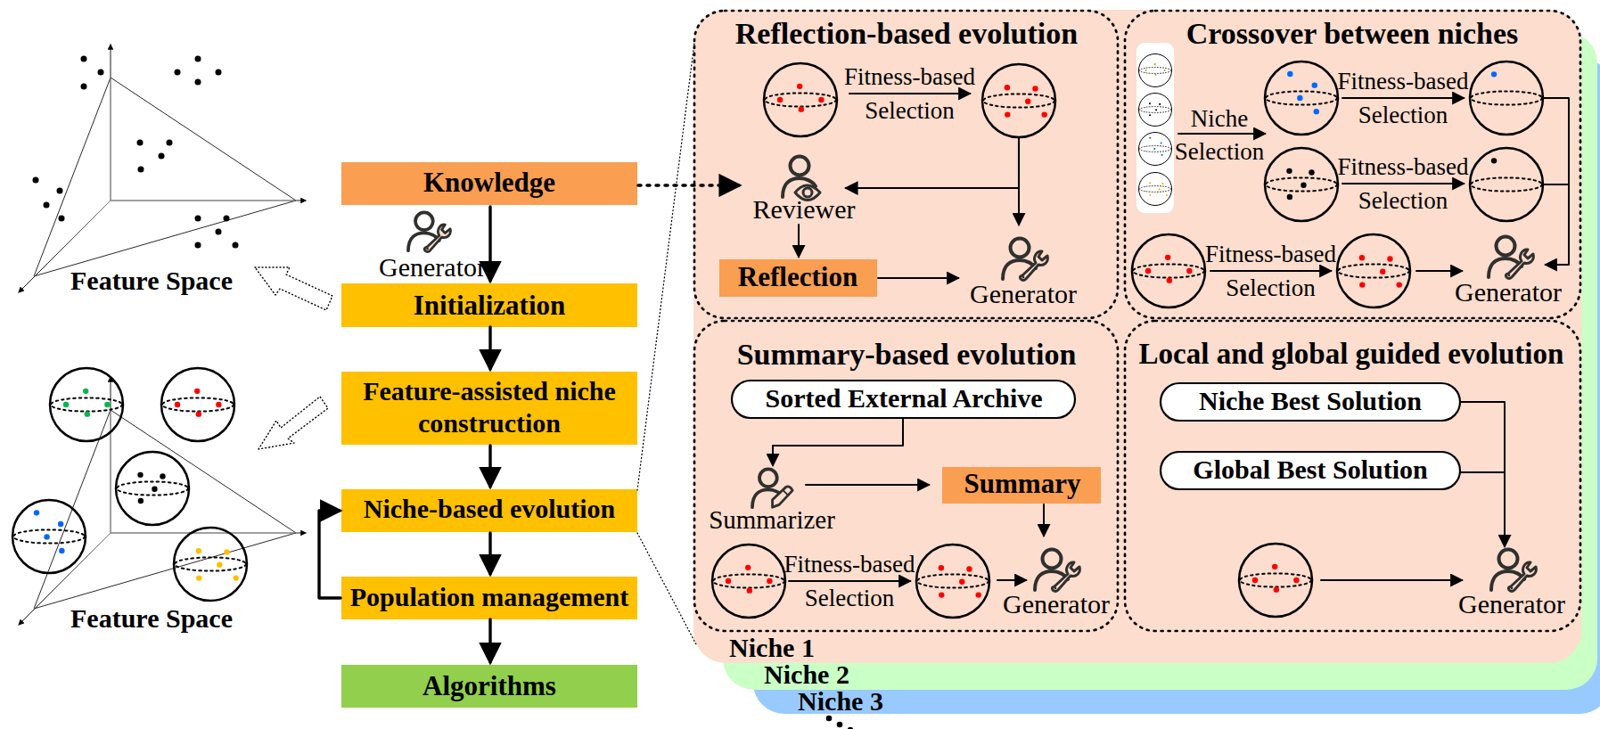 Feature Space
Feature Space
Knowledge
Generator
Initialization
Feature-assisted niche
construction
Niche-based evolution
Population management
Algorithms
Reflection-based evolution
Fitness-based
Selection
Reviewer
Reflection
Generator
Crossover between niches
Niche
Selection
Fitness-based
Selection
Fitness-based
Selection
Fitness-based
Selection
Generator
Summary-based evolution
Sorted External Archive
Summarizer
Summary
Fitness-based
Selection
Generator
Local and global guided evolution
Niche Best Solution
Global Best Solution
Generator
Niche 1
Niche 2
Niche 3